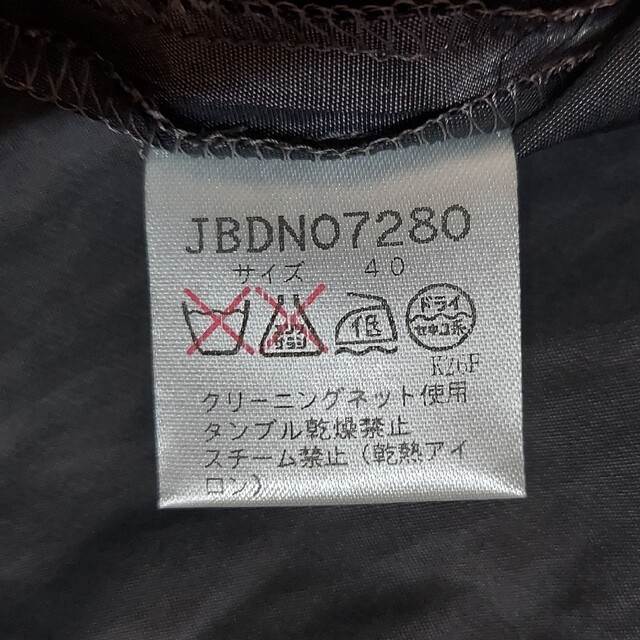 JBDN07280
サイズ 40
低 ドライ
セキユ系
K26F
クリーニングネット使用
タンブル乾燥禁止
スチーム禁止（乾熱アイ
ロン）